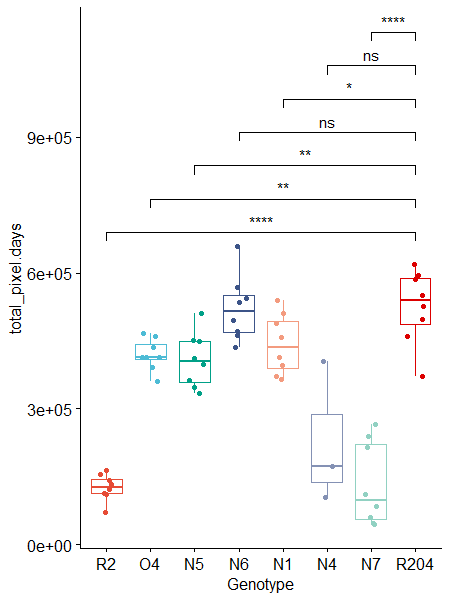 ****
ns
*
ns
**
**
****
9e+05
6e+05
3e+05
0e+00
total_pixel.days
R2 O4 N5 N6 N1 N4 N7 R204
Genotype